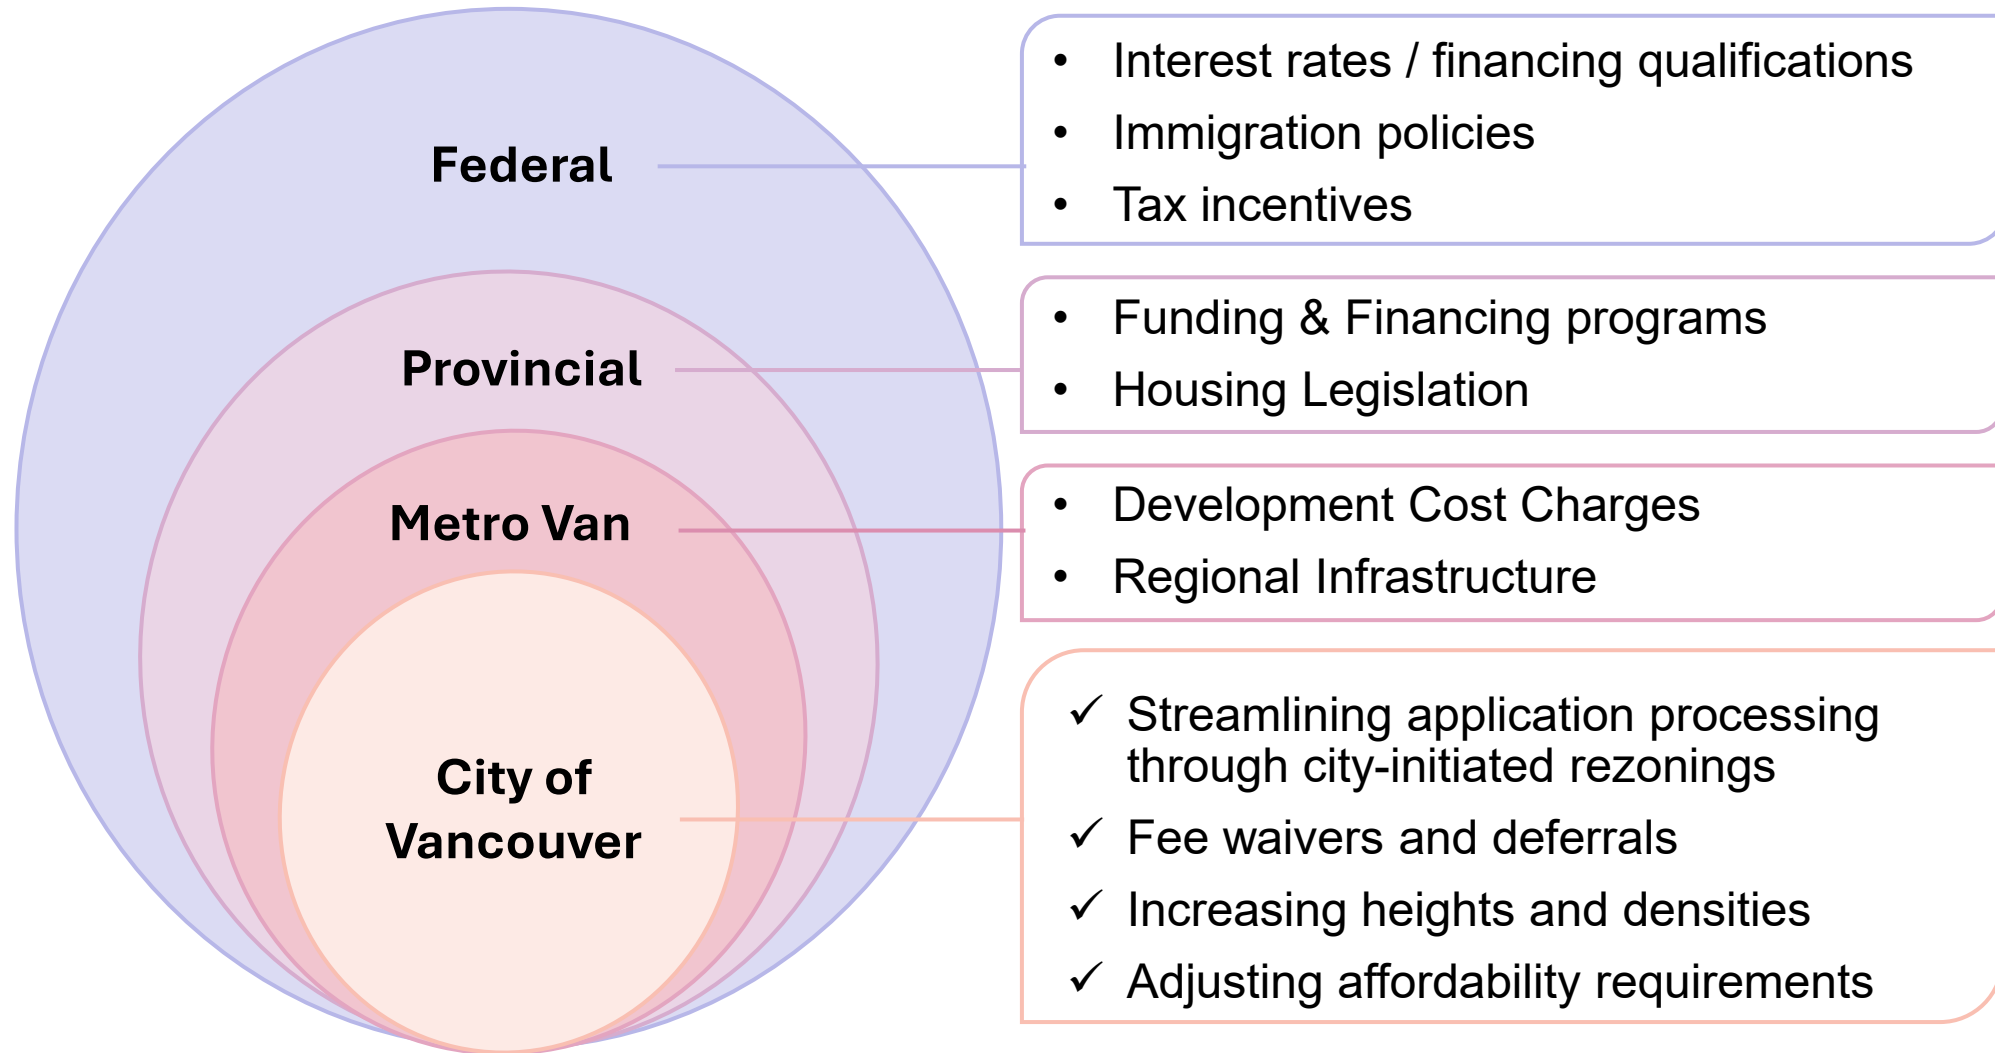 Federal
• Interest rates / financing qualifications
• Immigration policies
• Tax incentives
Provincial
• Funding & Financing programs
• Housing Legislation
Metro Van
• Development Cost Charges
• Regional Infrastructure
City of
Vancouver
✓ Streamlining application processing
through city-initiated rezonings
✓ Fee waivers and deferrals
✓ Increasing heights and densities
✓ Adjusting affordability requirements